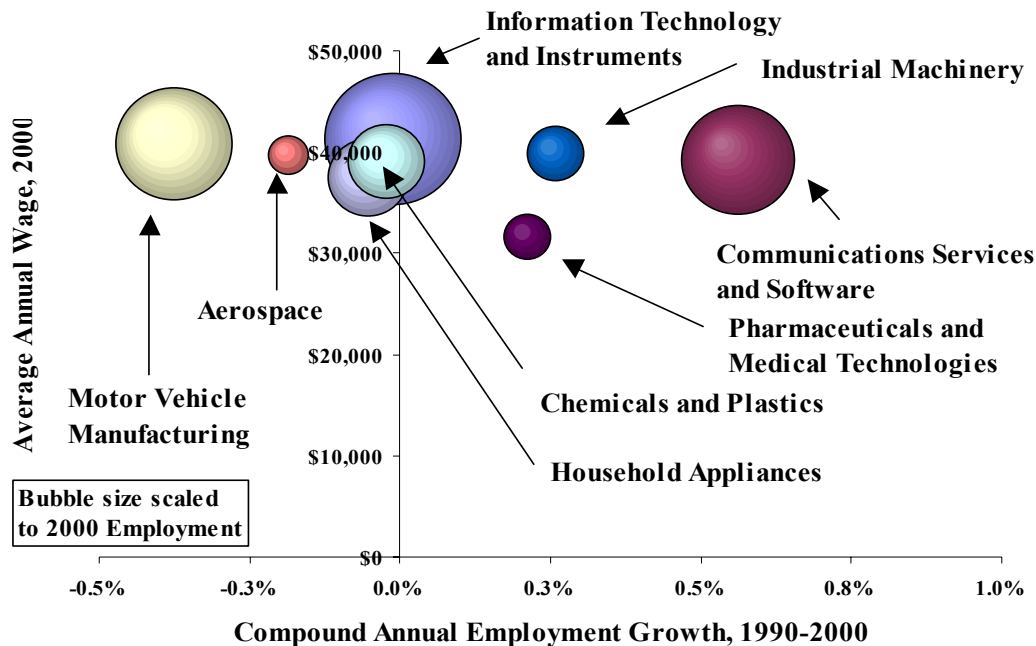 Information Technology
and Instruments
Industrial Machinery
$50,000
$40,000
$30,000
$20,000
$10,000
$0
Average Annual Wage, 2000
Communications Services
and Software
Pharmaceuticals and
Medical Technologies
Aerospace
Motor Vehicle
Manufacturing
Chemicals and Plastics
Household Appliances
Bubble size scaled
to 2000 Employment
-0.5%
-0.3%
0.0%
0.3%
0.5%
0.8%
1.0%
Compound Annual Employment Growth, 1990-2000